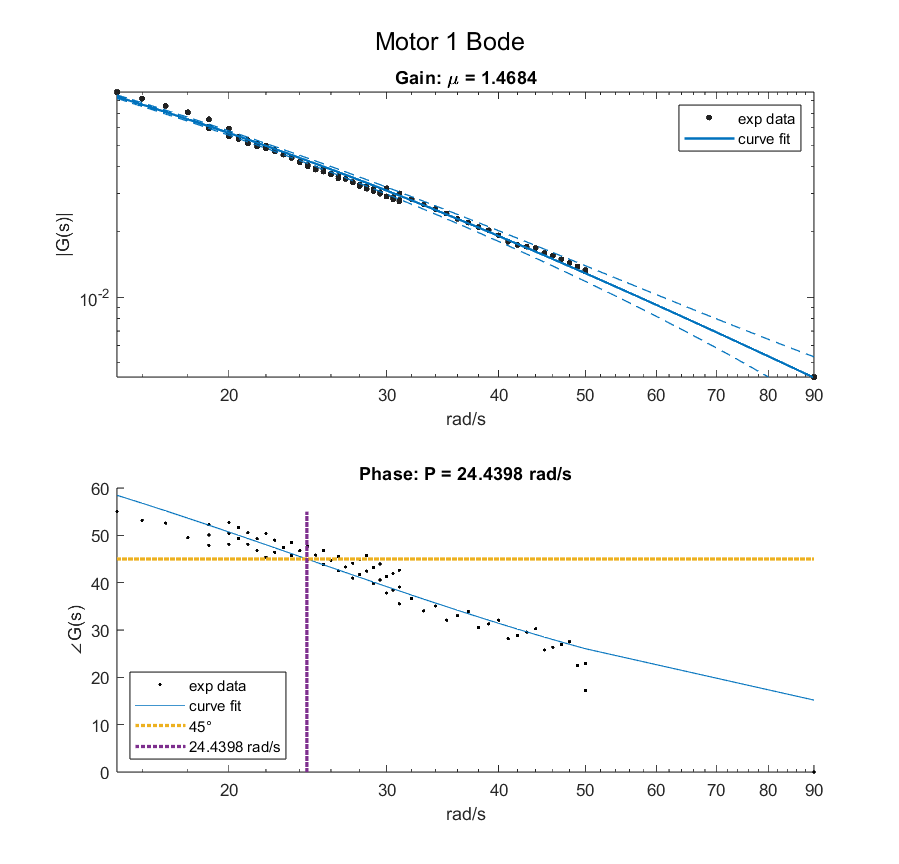 Motor 1 Bode
Gain: μ = 1.4684
exp data
curve fit
|G(s)|
10-2
20 30 40 50 60 70 80 90
rad/s
Phase: P = 24.4398 rad/s
60
50
40
30
20
10
0
∠G(s)
exp data
curve fit
45°
24.4398 rad/s
20 30 40 50 60 70 80 90
rad/s